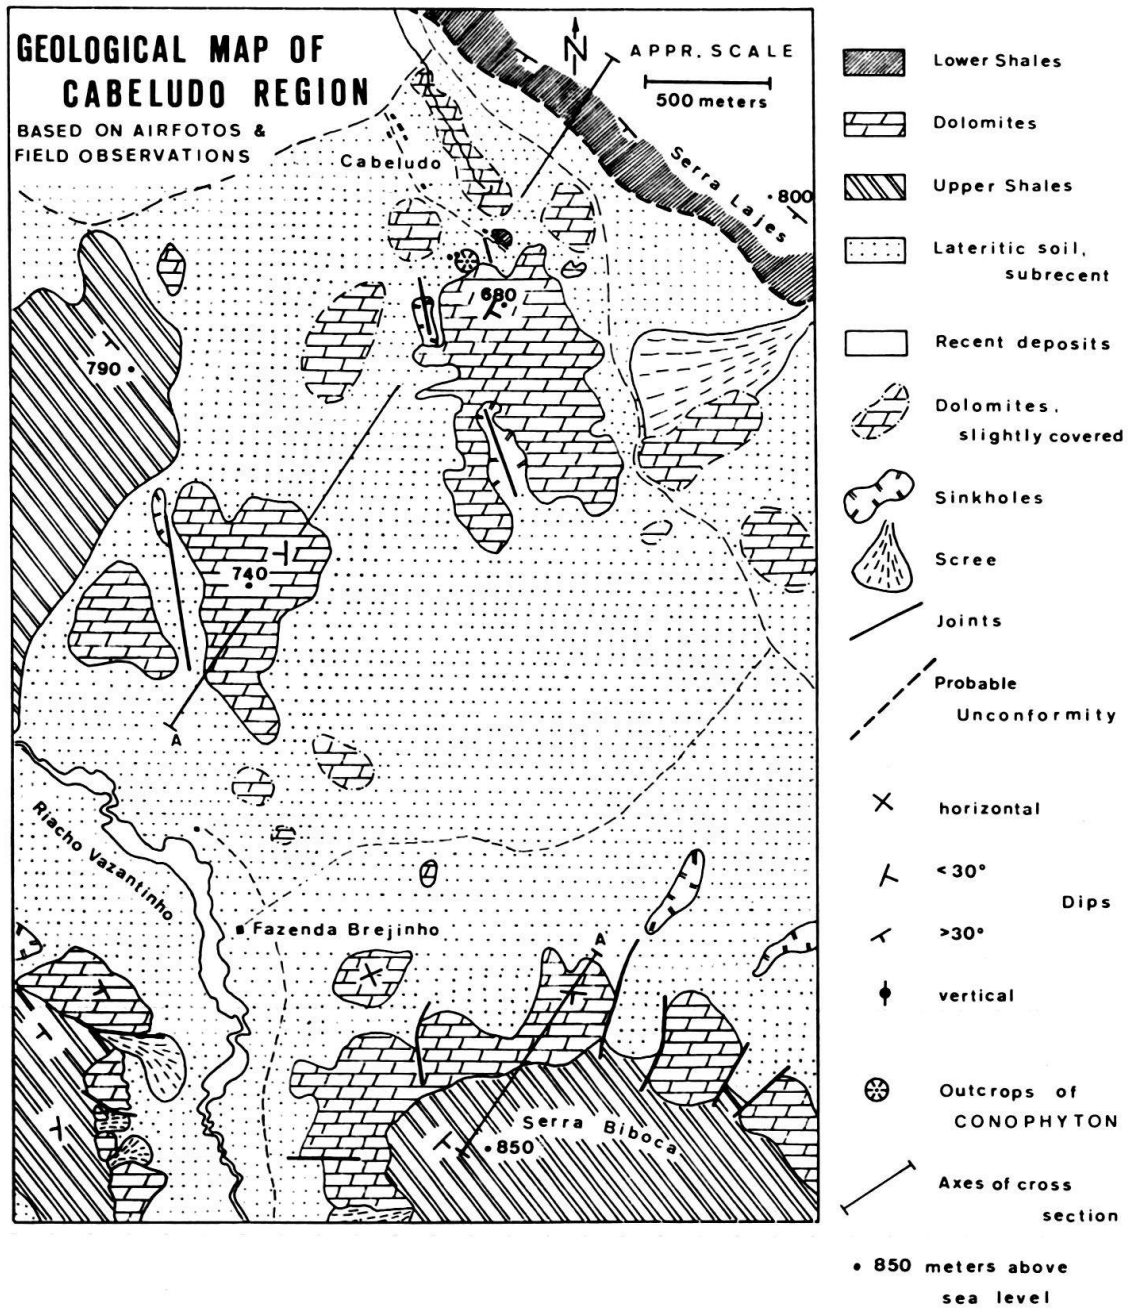 GEOLOGICAL MAP OF
CABELUDO REGION
BASED ON AIRFOTOS &
FIELD OBSERVATIONS
N
APPR. SCALE
500 meters
Cabeludo
Serra Lajes
800
680
790
740
A
Riacho Vazantinho
Fazenda Brejinho
A
Serra Biboca
850
Lower Shales
Dolomites
Upper Shales
Lateritic soil,
subrecent
Recent deposits
Dolomites,
slightly covered
Sinkholes
Scree
Joints
Probable
Unconformity
horizontal
<30°
Dips
>30°
vertical
Outcrops of
CONOPHYTON
Axes of cross
section
850 meters above
sea level